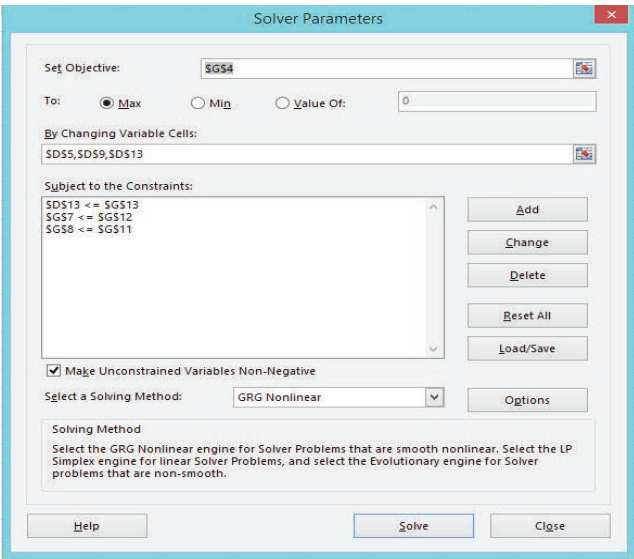 Solver Parameters
Set Objective:
$G$4
To:
Max
Min
Value Of:
0
By Changing Variable Cells:
$D$5,$D$9,$D$13
Subject to the Constraints:
$D$13 <= $G$13
$G$7 <= $G$12
$G$8 <= $G$11
Add
Change
Delete
Reset All
Load/Save
Make Unconstrained Variables Non-Negative
Select a Solving Method:
GRG Nonlinear
Options
Solving Method
Select the GRG Nonlinear engine for Solver Problems that are smooth nonlinear. Select the LP
Simplex engine for linear Solver Problems, and select the Evolutionary engine for Solver
problems that are non-smooth.
Help
Solve
Close